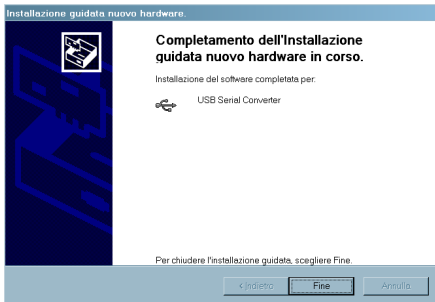 Installazione guidata nuovo hardware.
Completamento dell'Installazione
guidata nuovo hardware in corso.
Installazione del software completata per:
USB Serial Converter
Per chiudere l'installazione guidata, scegliere Fine.
< Indietro Fine Annulla